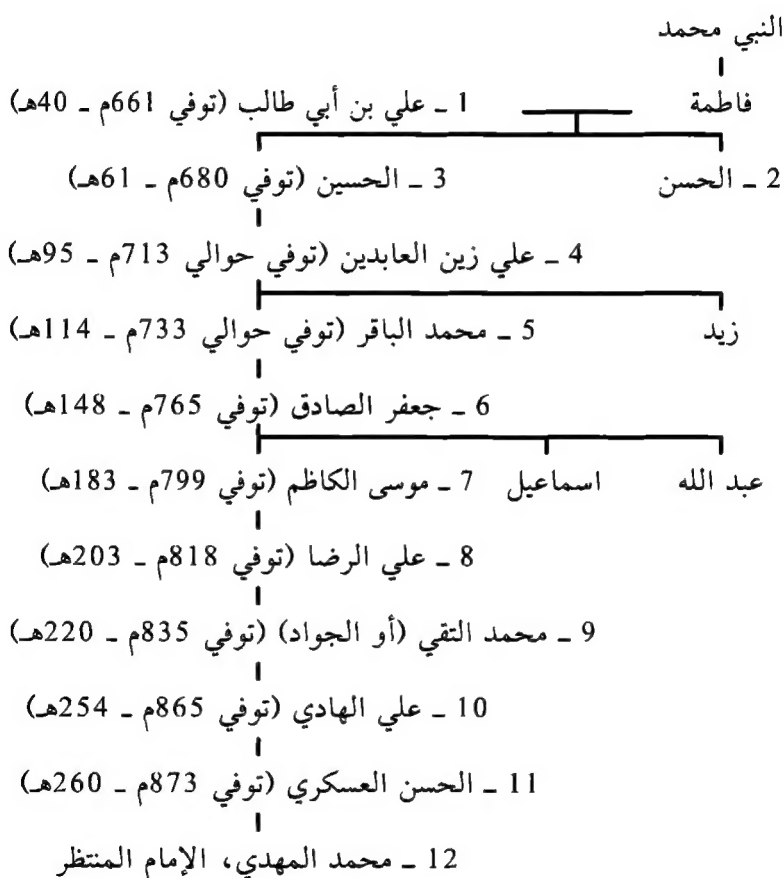 النبي محمد
فاطمة 1 ـ علي بن أبي طالب (توفي 661م ـ 40هـ)
2 ـ الحسن 3 ـ الحسين (توفي 680م ـ 61هـ)
4 ـ علي زين العابدين (توفي حوالي 713م ـ 95هـ)
زيد 5 ـ محمد الباقر (توفي حوالي 733م ـ 114هـ)
6 ـ جعفر الصادق (توفي 765م ـ 148هـ)
عبد الله اسماعيل 7 ـ موسى الكاظم (توفي 799م ـ 183هـ)
8 ـ علي الرضا (توفي 818م ـ 203هـ)
9 ـ محمد التقي (أو الجواد) (توفي 835م ـ 220هـ)
10 ـ علي الهادي (توفي 865م ـ 254هـ)
11 ـ الحسن العسكري (توفي 873م ـ 260هـ)
12 ـ محمد المهدي، الإمام المنتظر